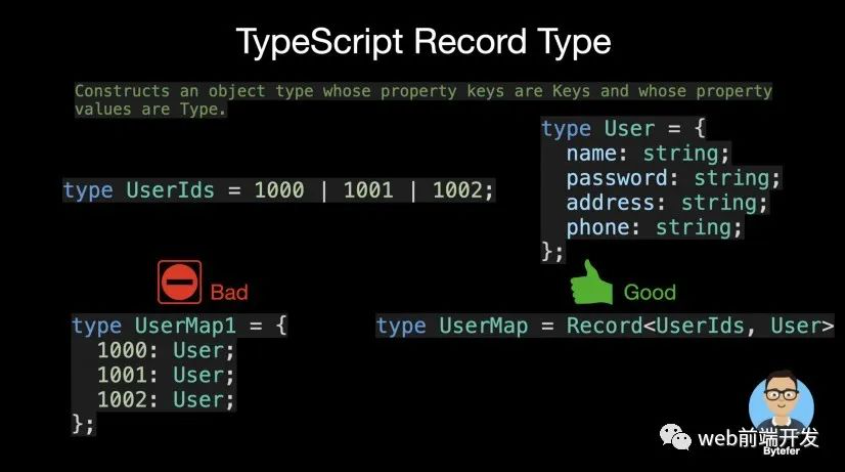 TypeScript Record Type
Constructs an object type whose property keys are Keys and whose property
values are Type.
type UserIds = 1000 | 1001 | 1002;
type User = {
  name: string;
  password: string;
  address: string;
  phone: string;
};
Bad
type UserMap1 = {
  1000: User;
  1001: User;
  1002: User;
};
Good
type UserMap = Record<UserIds, User>
web前端开发
Bytefer